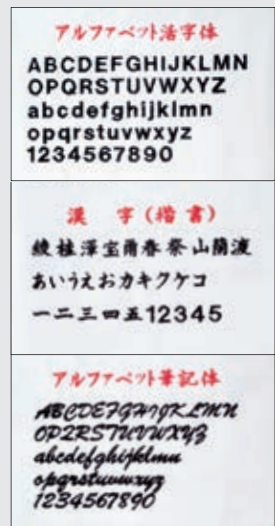 アルファベット活字体
ABCDEFGHIJKLMN
OPQRSTUVWXYZ
abcdefghijklmn
opqrstuvwxyz
1234567890
漢 字(楷書)
綾桂澤宝爾春祭山蘭渡
あいうえおカキクケコ
一二三四五12345
アルファベット筆記体
ABCDEFGHIJKLMN
OPQRSTUVWXYZ
abcdefghijklmn
opqrstuvwxyz
1234567890